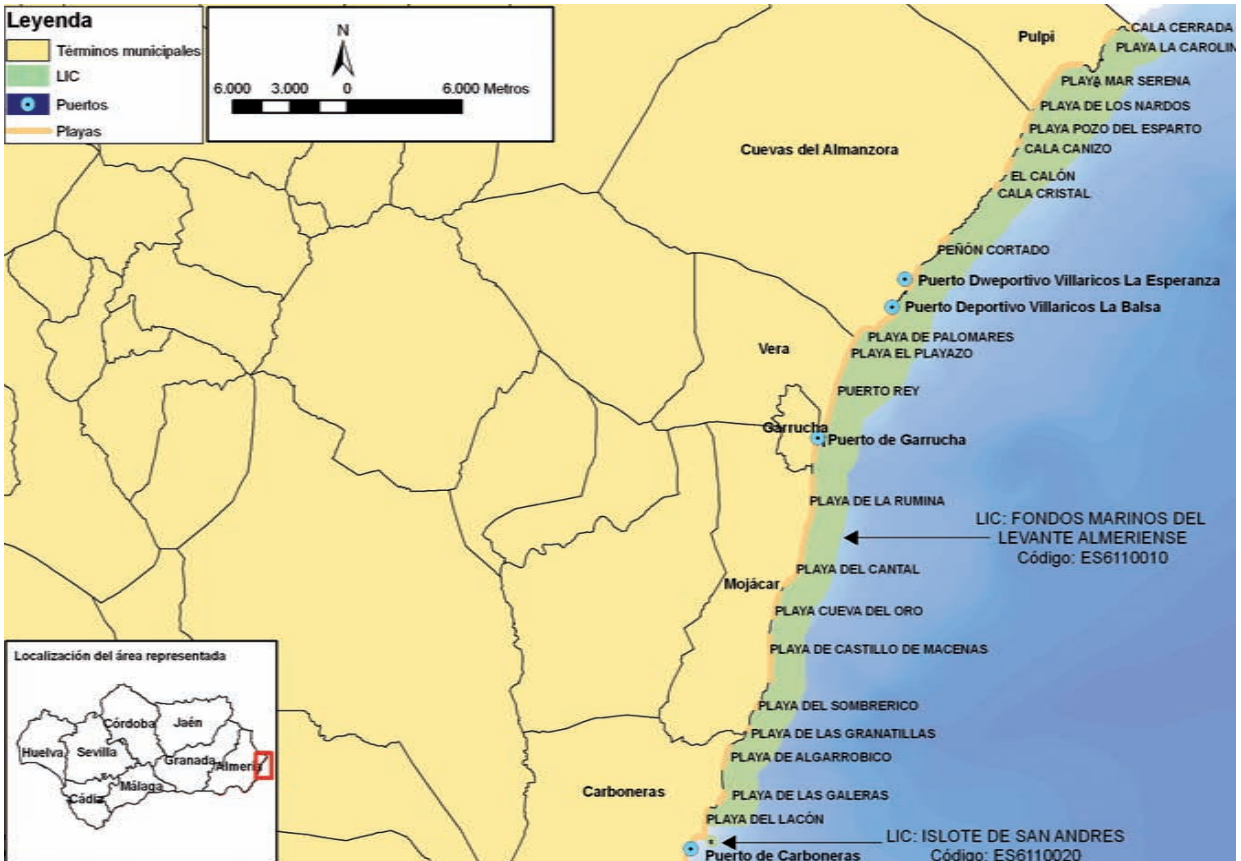 Leyenda
Términos municipales
LIC
Puertos
Playas
N
6.000 3.000 0 6.000 Metros
Pulpi
CALA CERRADA
PLAYA LA CAROLIN
PLAYA MAR SERENA
PLAYA DE LOS NARDOS
PLAYA POZO DEL ESPARTO
Cuevas del Almanzora
CALA CANIZO
EL CALÓN
CALA CRISTAL
PEÑÓN CORTADO
Puerto Dweportivo Villaricos La Esperanza
Puerto Deportivo Villaricos La Balsa
PLAYA DE PALOMARES
Vera
PLAYA EL PLAYAZO
PUERTO REY
Garrucha
Puerto de Garrucha
PLAYA DE LA RUMINA
LIC: FONDOS MARINOS DEL
LEVANTE ALMERIENSE
Código: ES6110010
PLAYA DEL CANTAL
Mojácar
PLAYA CUEVA DEL ORO
PLAYA DE CASTILLO DE MACENAS
PLAYA DEL SOMBRERICO
PLAYA DE LAS GRANATILLAS
PLAYA DE ALGARROBICO
Carboneras
PLAYA DE LAS GALERAS
PLAYA DEL LACÓN
LIC: ISLOTE DE SAN ANDRES
Código: ES6110020
Puerto de Carboneras
Localización del área representada
Córdoba
Jaén
Huelva
Sevilla
Granada
Almería
Málaga
Cádiz